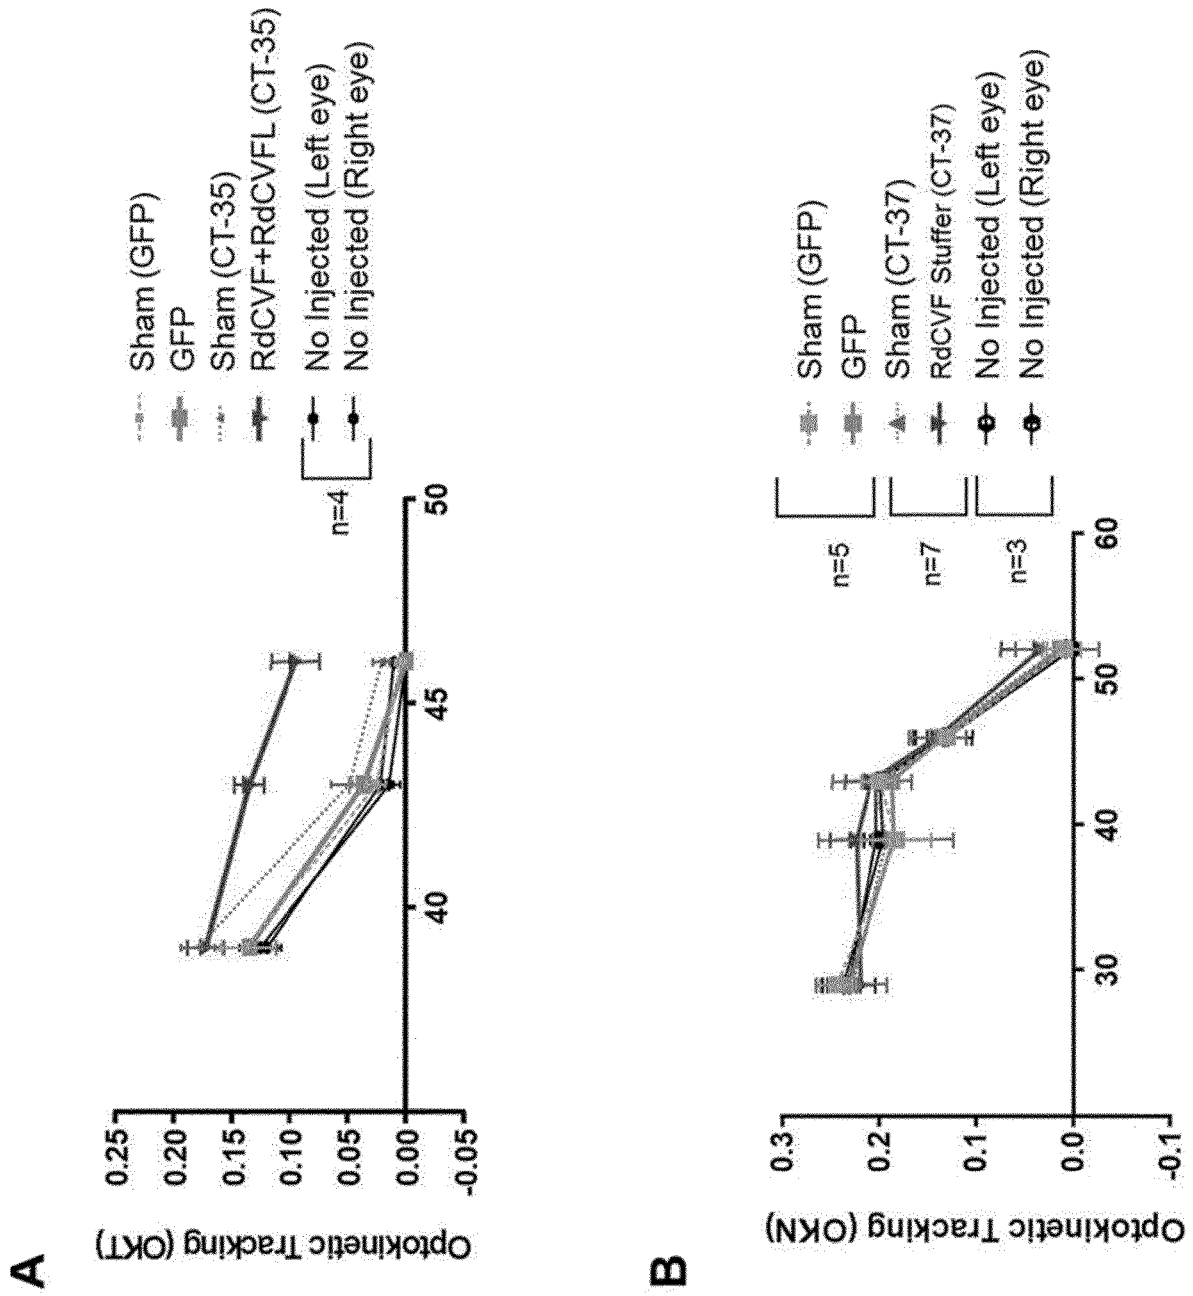 A
Optokinetic Tracking (OKT)
0.25
0.20
0.15
0.10
0.05
0.00
-0.05
40
45
50
n=4
Sham (GFP)
GFP
Sham (CT-35)
RdCVF+RdCVFL (CT-35)
No Injected (Left eye)
No Injected (Right eye)
B
Optokinetic Tracking (OKN)
0.3
0.2
0.1
0.0
-0.1
30
40
50
60
n=5
n=7
n=3
Sham (GFP)
GFP
Sham (CT-37)
RdCVF Stuffer (CT-37)
No Injected (Left eye)
No Injected (Right eye)